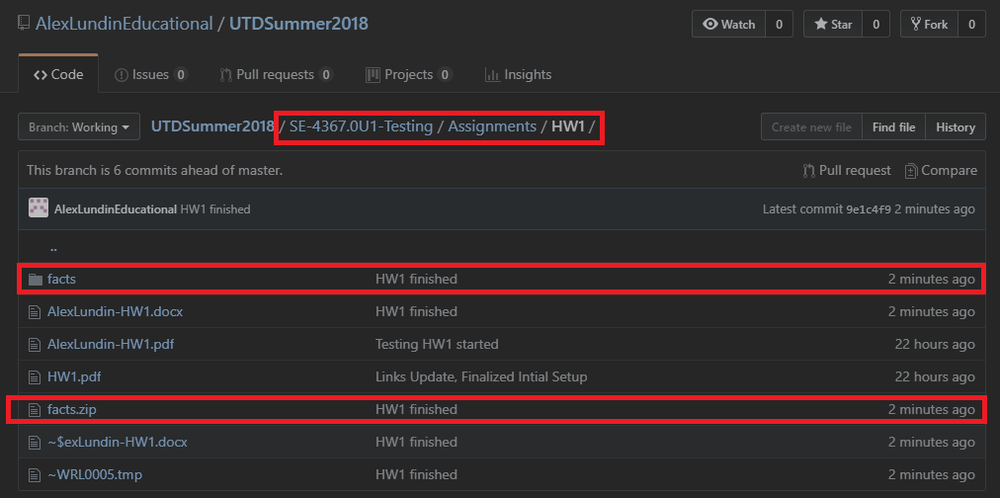 AlexLundinEducational / UTDSummer2018 Watch 0 Star 0 Fork 0
Code Issues 0 Pull requests 0 Projects 0 Insights
Branch: Working UTDSummer2018 / SE-4367.0U1-Testing / Assignments / HW1 / Create new file Find file History
This branch is 6 commits ahead of master. Pull request Compare
AlexLundinEducational HW1 finished Latest commit 9e1c4f9 2 minutes ago
..
facts HW1 finished 2 minutes ago
AlexLundin-HW1.docx HW1 finished 2 minutes ago
AlexLundin-HW1.pdf Testing HW1 started 22 hours ago
HW1.pdf Links Update, Finalized Intial Setup 22 hours ago
facts.zip HW1 finished 2 minutes ago
~$exLundin-HW1.docx HW1 finished 2 minutes ago
~WRL0005.tmp HW1 finished 2 minutes ago